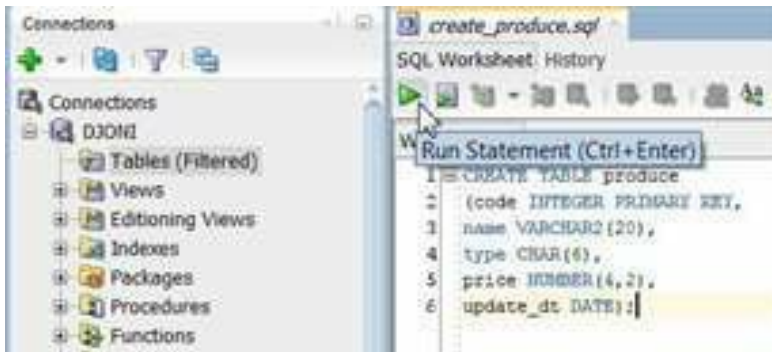 Connections
Connections
DJONI
Tables (Filtered)
Views
Editioning Views
Indexes
Packages
Procedures
Functions
create_produce.sql
SQL Worksheet History
Run Statement (Ctrl+Enter)
1 CREATE TABLE produce
2 (code INTEGER PRIMARY KEY,
3 name VARCHAR2(20),
4 type CHAR(6),
5 price NUMBER(4,2),
6 update_dt DATE);